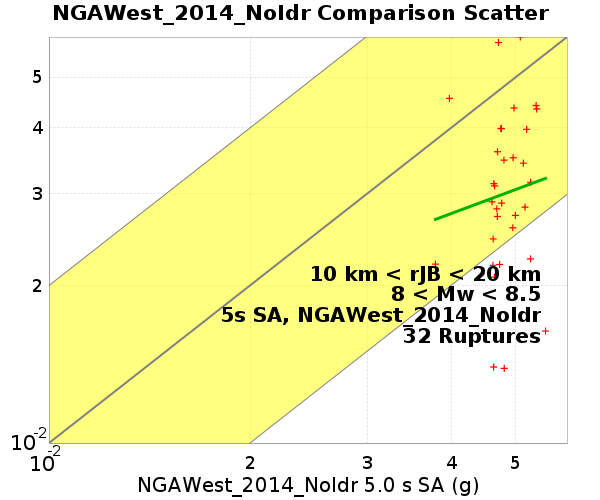 NGAWest_2014_NoIdr Comparison Scatter
5
4
3
2
10 km < rJB < 20 km
8 < Mw < 8.5
5s SA, NGAWest_2014_NoIdr
32 Ruptures
10-2
10-2 2 3 4 5
NGAWest_2014_NoIdr 5.0 s SA (g)